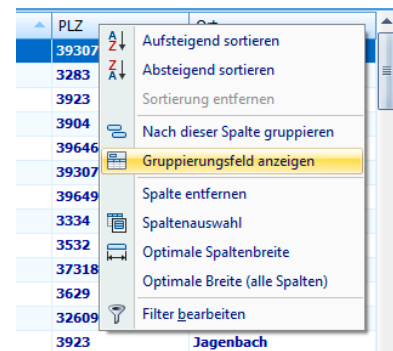 PLZ
Ort
39307
3283
3923
3904
39646
39307
39649
3334
3532
37318
3629
32609
3923 Jagenbach
Aufsteigend sortieren
Absteigend sortieren
Sortierung entfernen
Nach dieser Spalte gruppieren
Gruppierungsfeld anzeigen
Spalte entfernen
Spaltenauswahl
Optimale Spaltenbreite
Optimale Breite (alle Spalten)
Filter bearbeiten